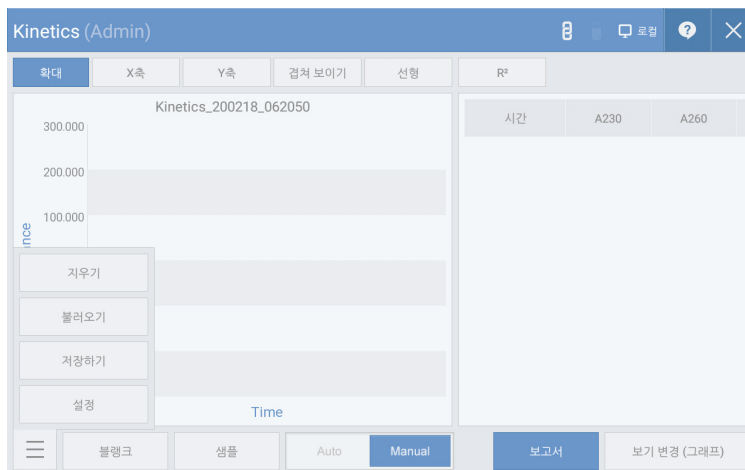 Kinetics (Admin) 로컬 ?
확대 X축 Y축 겹쳐 보이기 선형 R²
Kinetics_200218_062050
시간 A230 A260
300.000
200.000
100.000
지우기
불러오기
저장하기
설정
Time
블랭크 샘플 Auto Manual 보고서 보기 변경 (그래프)